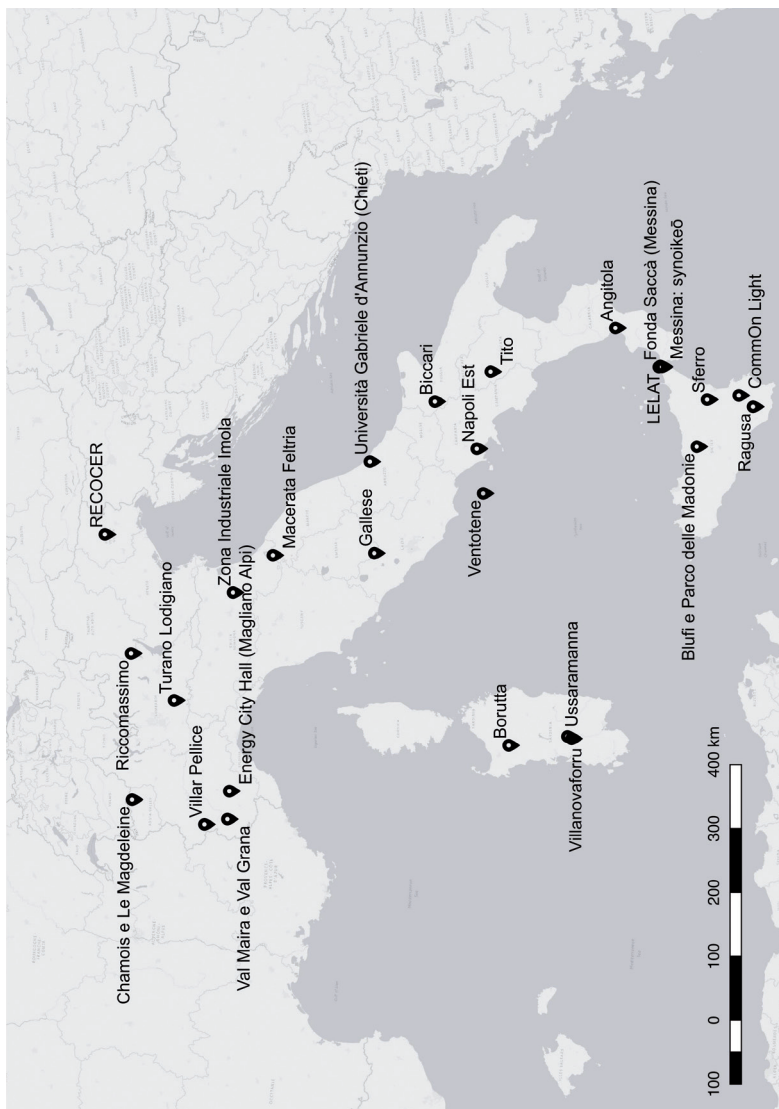 RECOCER
Riccomassimo
Chamois e Le Magdeleine
Turano Lodigiano
Villar Pellice
Val Maira e Val Grana
Energy City Hall (Magliano Alpi)
Zona Industriale Imola
Macerata Feltria
Università Gabriele d'Annunzio (Chieti)
Gallese
Biccari
Napoli Est
Ventotene
Tito
Borutta
Villanovaforru
Ussaramanna
Angitola
LELAT
Fonda Saccà (Messina)
Messina: synoikeō
Blufi e Parco delle Madonie
Sferro
Ragusa
CommOn Light
100 0 100 200 300 400 km